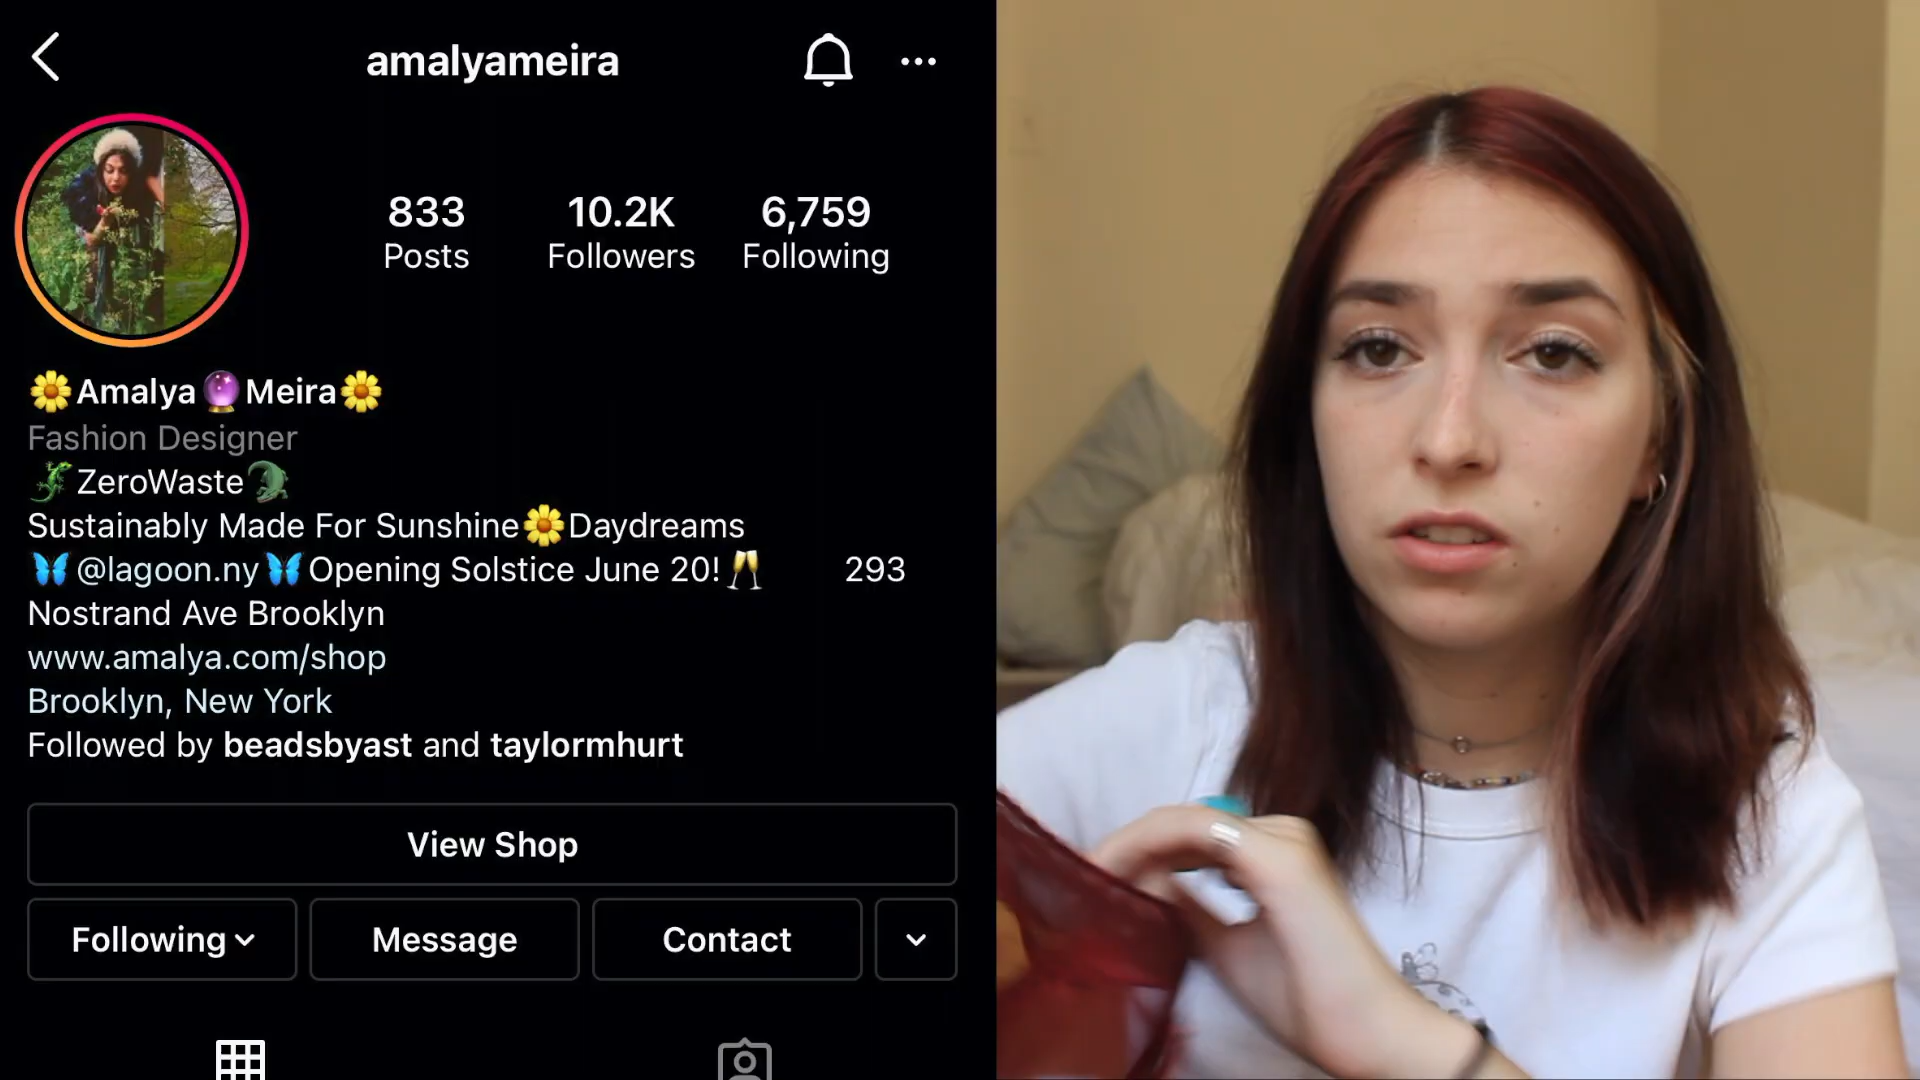 amalyameira
833
Posts
10.2K
Followers
6,759
Following
🌼Amalya🔮Meira🌼
Fashion Designer
🦎ZeroWaste🐊
Sustainably Made For Sunshine🌼Daydreams
🦋@lagoon.ny🦋Opening Solstice June 20!🥂 293
Nostrand Ave Brooklyn
www.amalya.com/shop
Brooklyn, New York
Followed by beadsbyast and taylormhurt
View Shop
Following
Message
Contact